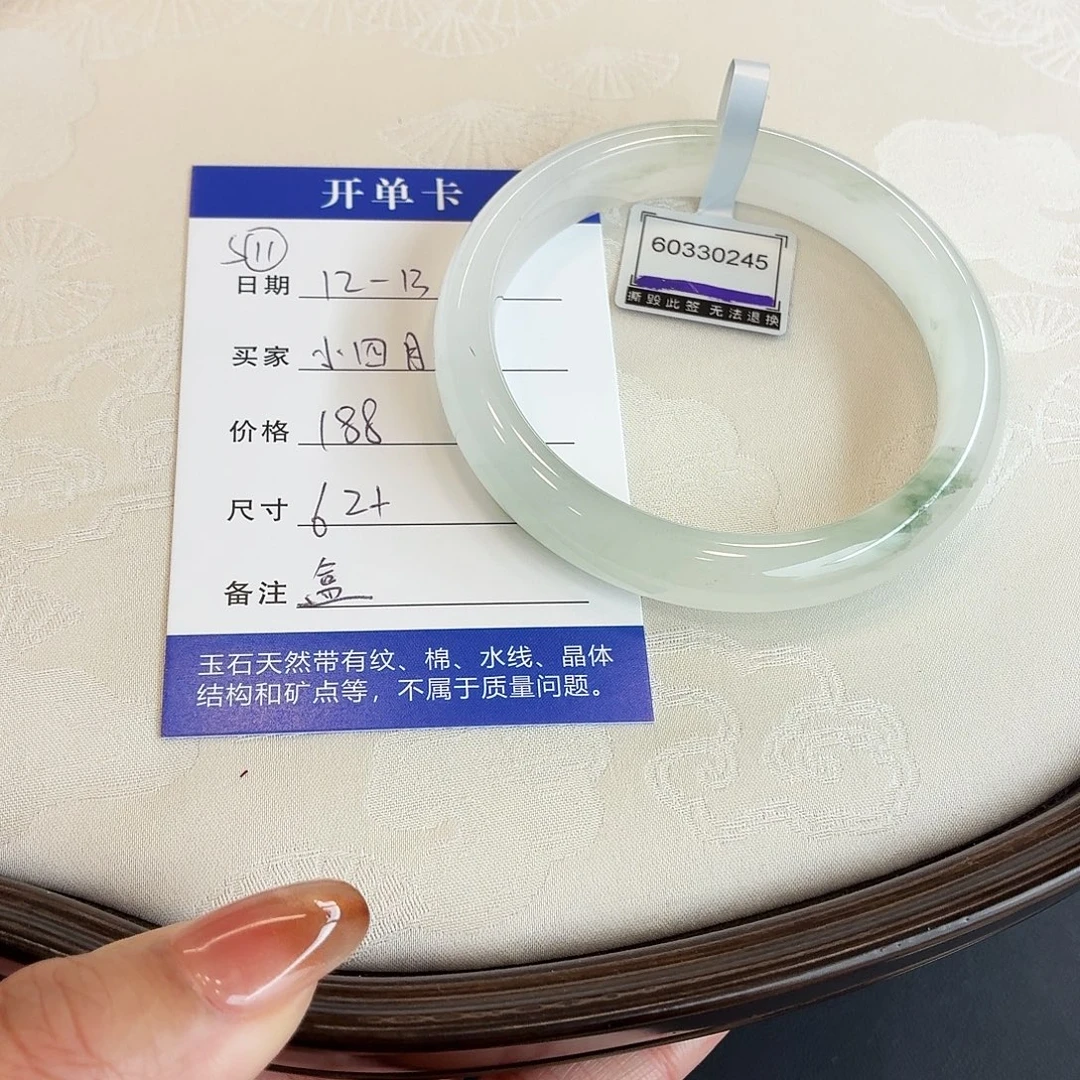 开单卡
S⑪
日期 12-13
买家 小四月
价格 188
尺寸 62+
备注 盒
玉石天然带有纹、棉、水线、晶体
结构和矿点等，不属于质量问题。
60330245
撕毁此签 无法退换